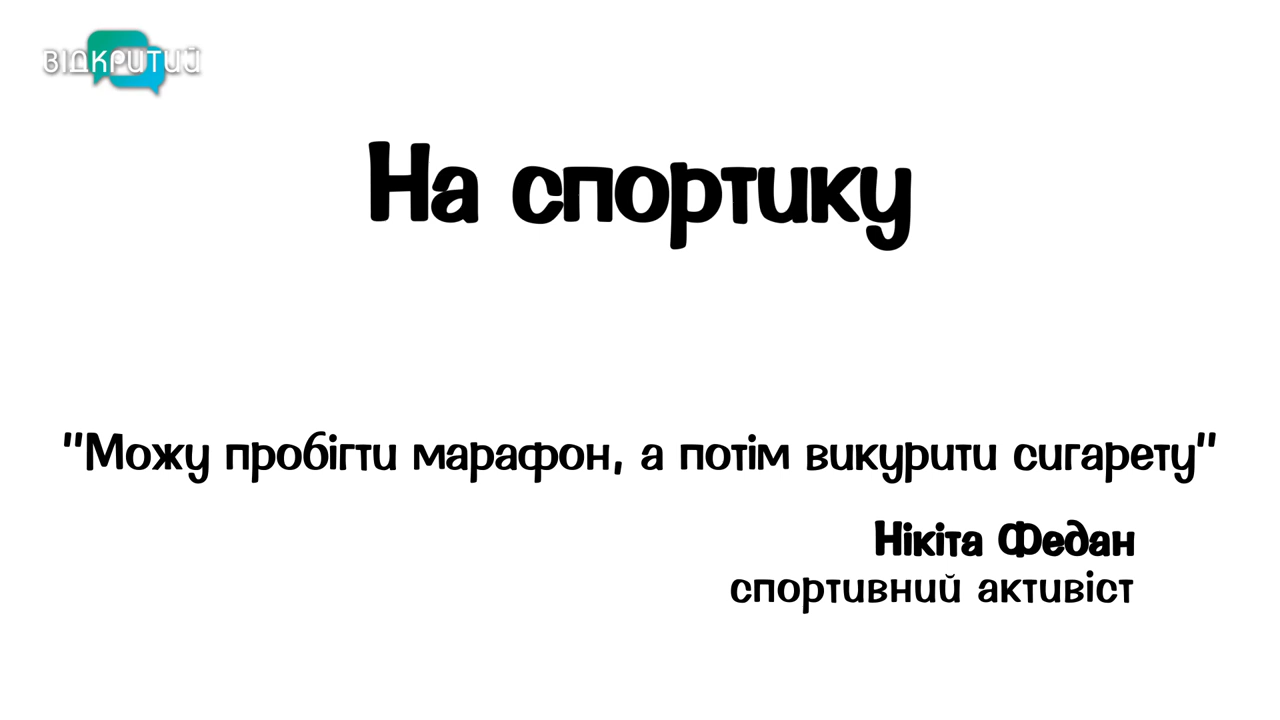 ВІДКРИТИЙ
На спортику
"Можу пробігти марафон, а потім викурити сигарету"
Нікіта Федан
спортивний активіст